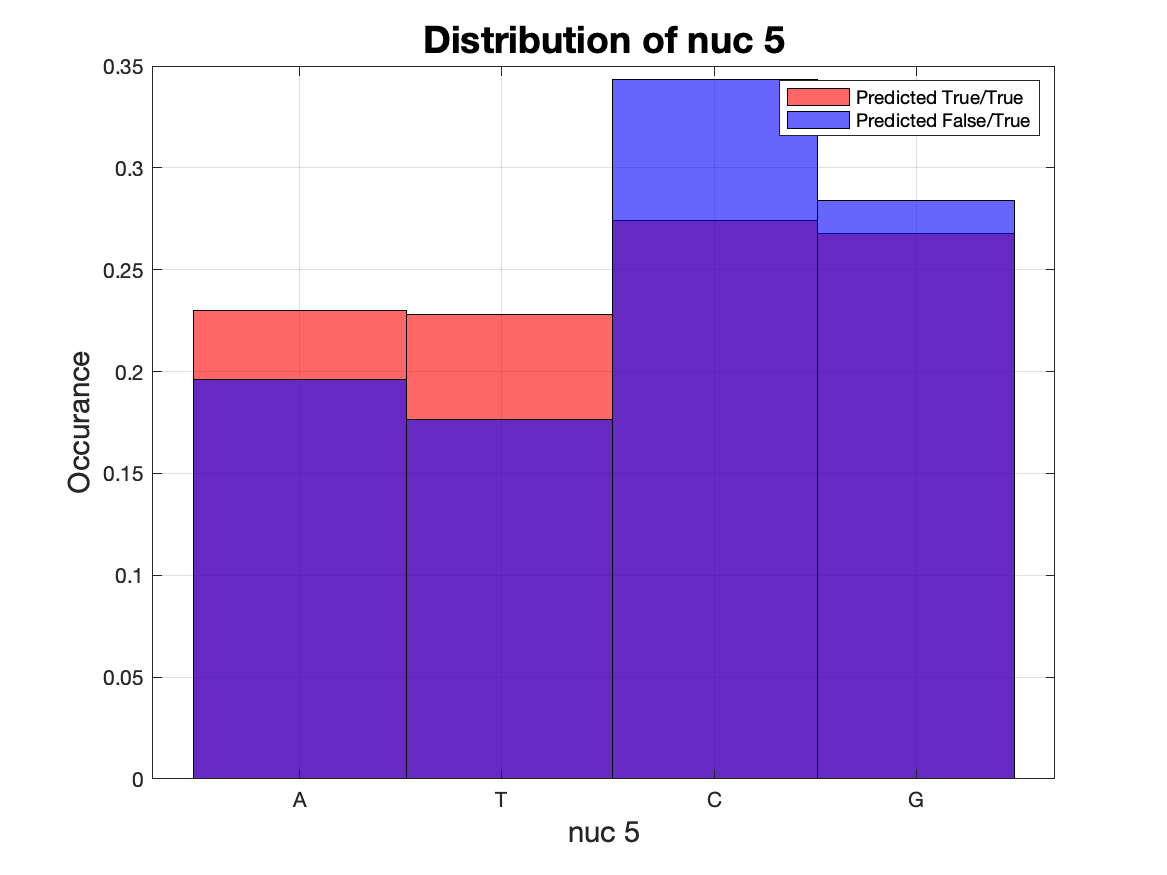 Distribution of nuc 5
Predicted True/True
Predicted False/True
0.35
0.3
0.25
0.2
0.15
0.1
0.05
0
Occurance
A T C G
nuc 5